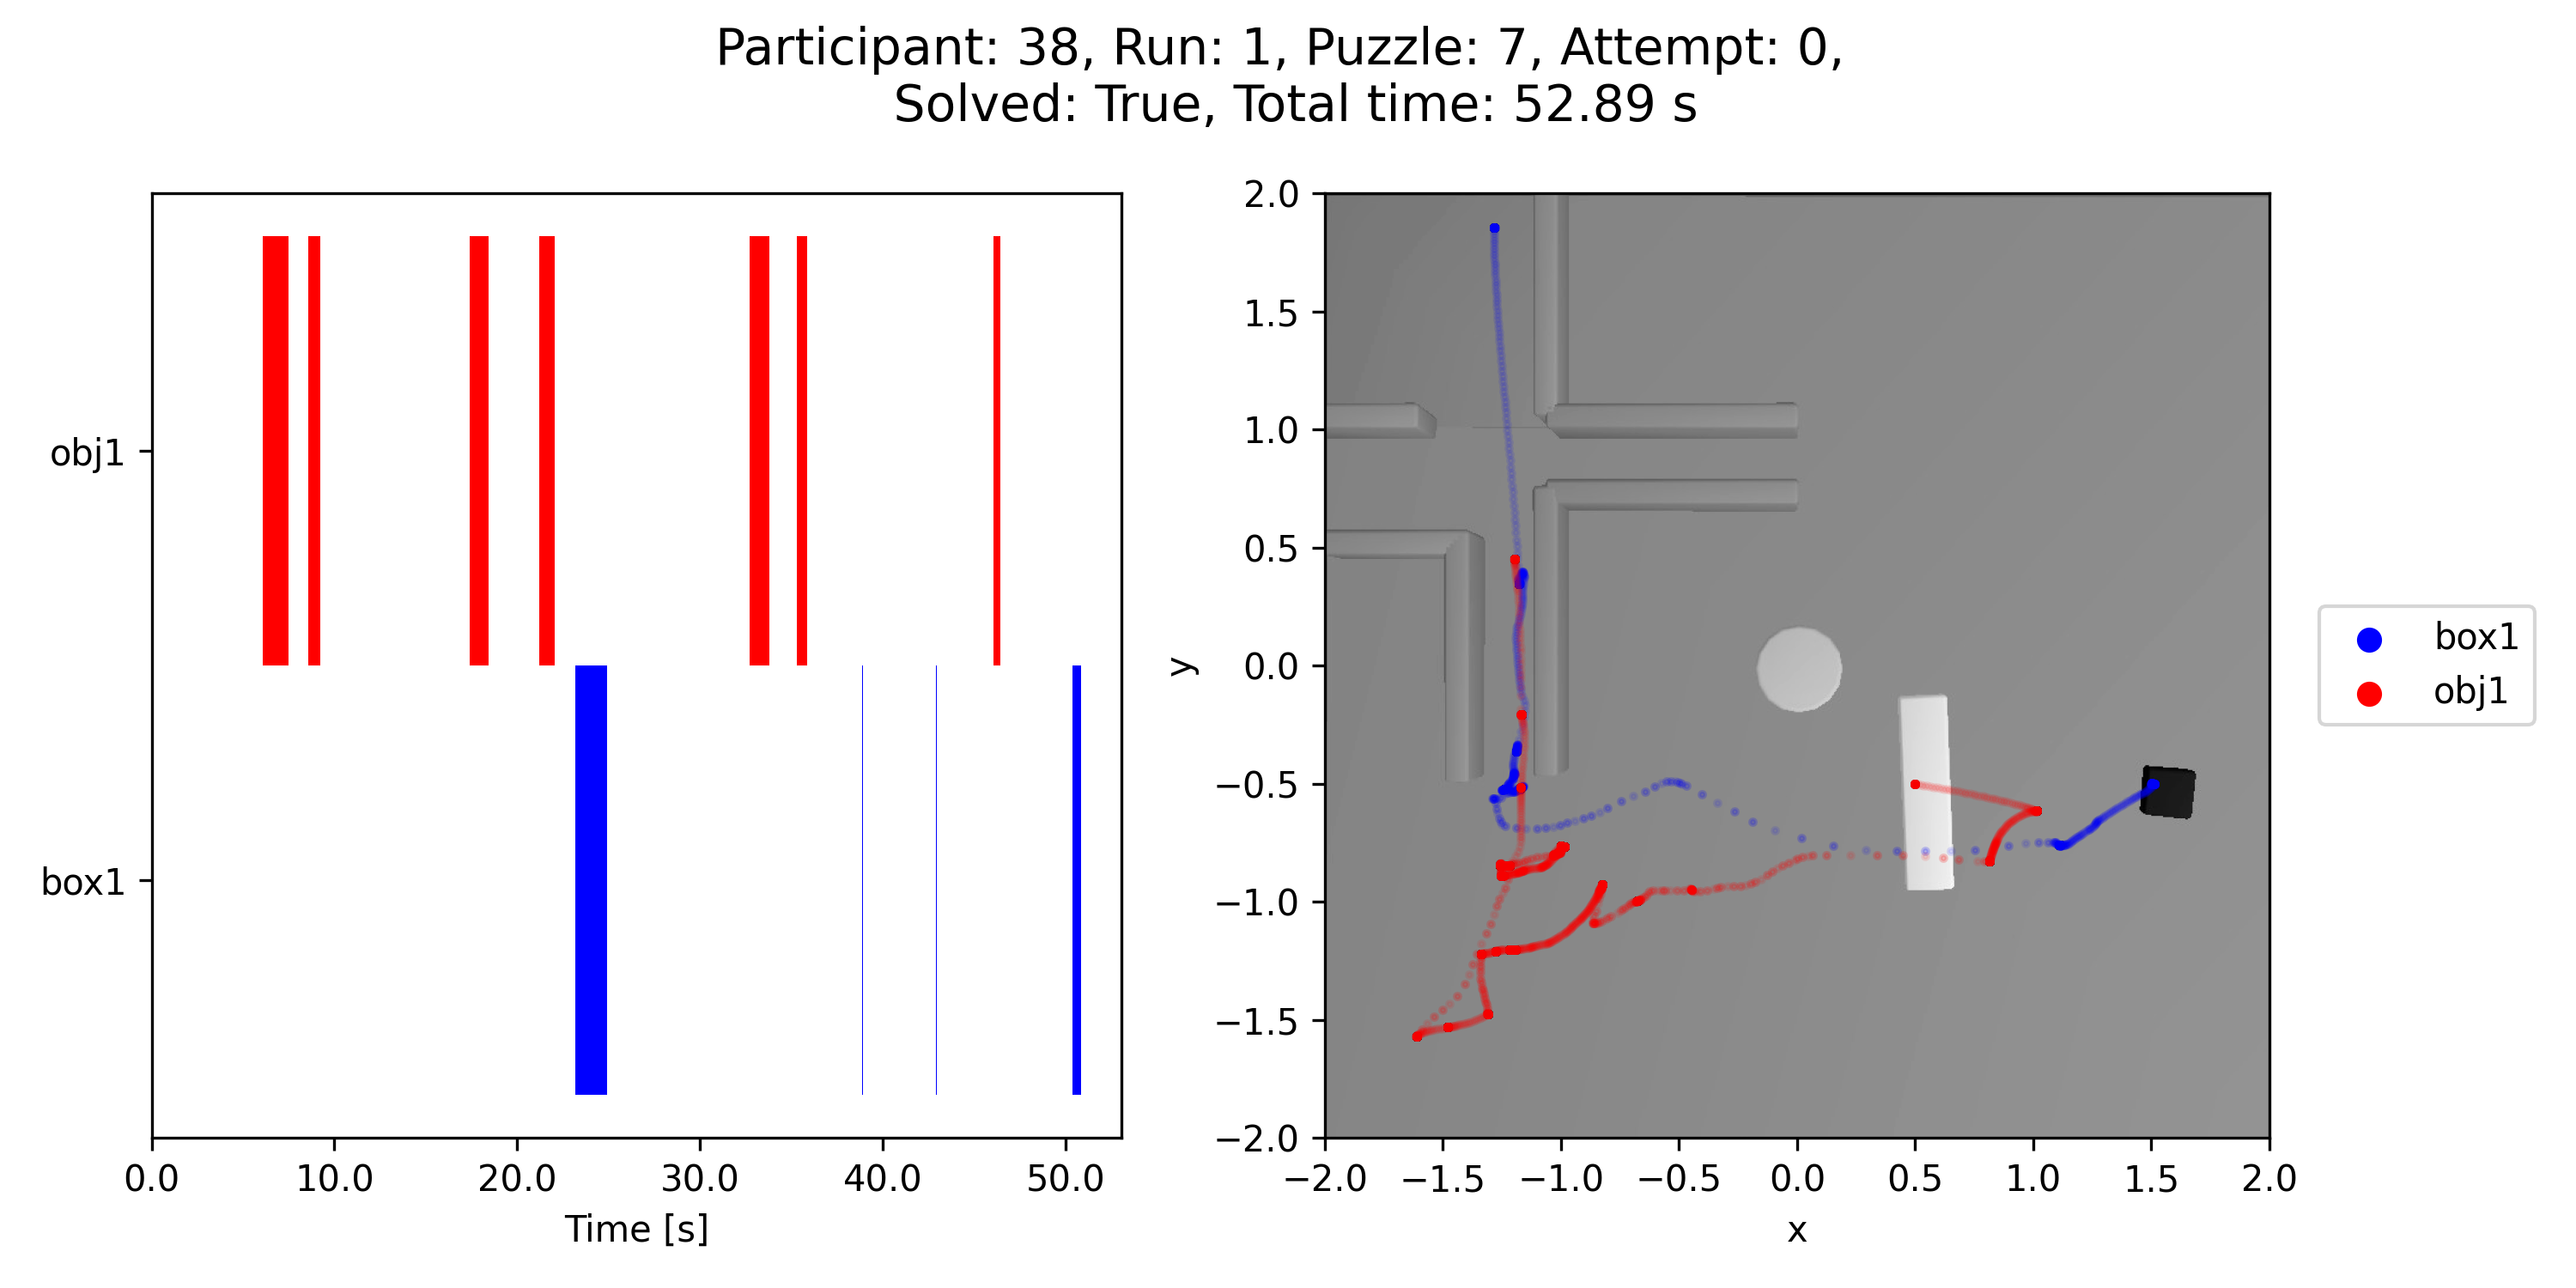 Participant: 38, Run: 1, Puzzle: 7, Attempt: 0,
Solved: True, Total time: 52.89 s
obj1
box1
0.0 10.0 20.0 30.0 40.0 50.0
Time [s]
2.0
1.5
1.0
0.5
0.0
−0.5
−1.0
−1.5
−2.0
y
−2.0 −1.5 −1.0 −0.5 0.0 0.5 1.0 1.5 2.0
x
box1
obj1